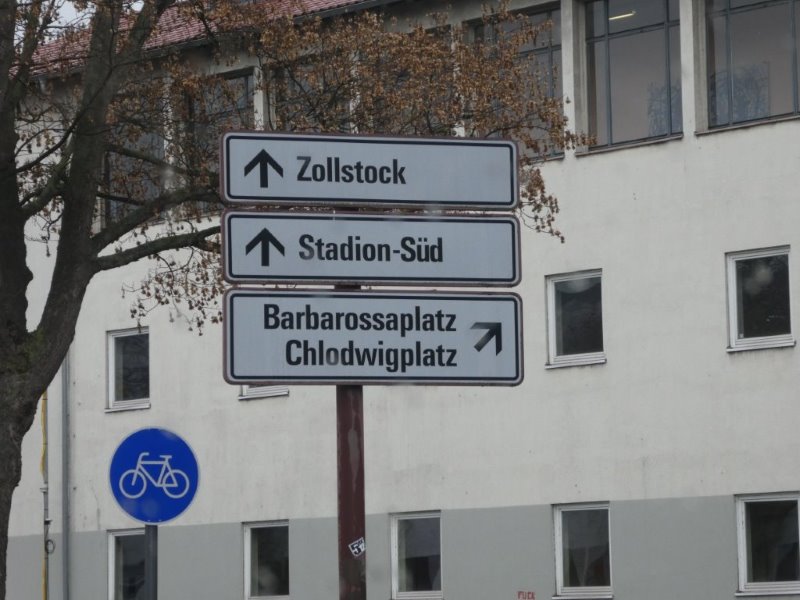 Zollstock
Stadion-Süd
Barbarossaplatz
Chlodwigplatz